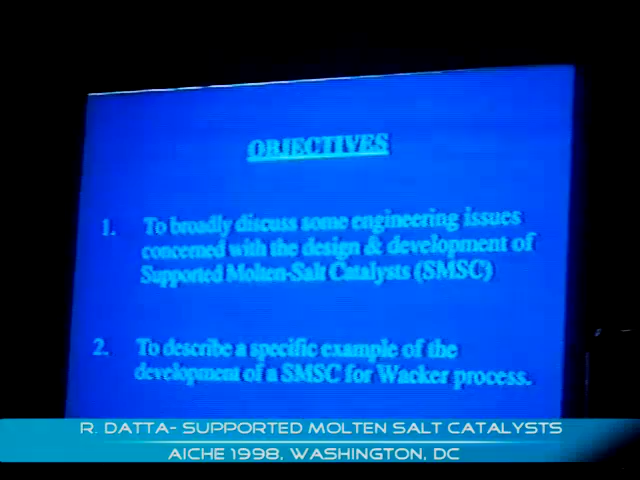 OBJECTIVES
1. To broadly discuss some engineering issues
concerned with the design & development of
Supported Molten-Salt Catalysts (SMSC)
2. To describe a specific example of the
development of a SMSC for Wacker process.
R. DATTA- SUPPORTED MOLTEN SALT CATALYSTS
AICHE 1998, WASHINGTON, DC